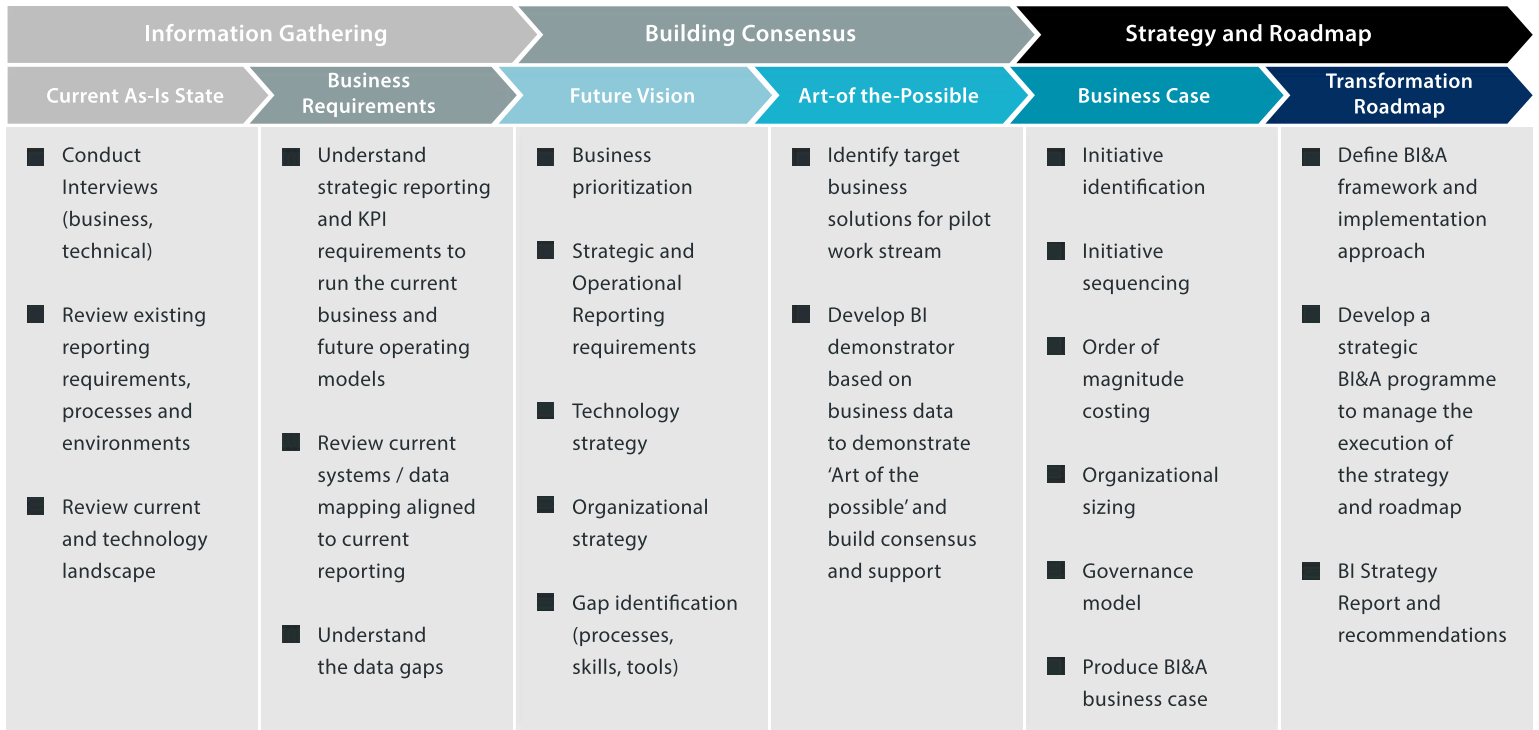 Information Gathering
Building Consensus
Strategy and Roadmap
Current As-Is State
Business
Requirements
Future Vision
Art-of the-Possible
Business Case
Transformation
Roadmap
Conduct
Interviews
(business,
technical)
Review existing
reporting
requirements,
processes and
environments
Review current
and technology
landscape
Understand
strategic reporting
and KPI
requirements to
run the current
business and
future operating
models
Review current
systems / data
mapping aligned
to current
reporting
Understand
the data gaps
Business
prioritization
Strategic and
Operational
Reporting
requirements
Technology
strategy
Organizational
strategy
Gap identification
(processes,
skills, tools)
Identify target
business
solutions for pilot
work stream
Develop BI
demonstrator
based on
business data
to demonstrate
‘Art of the
possible’ and
build consensus
and support
Initiative
identification
Initiative
sequencing
Order of
magnitude
costing
Organizational
sizing
Governance
model
Produce BI&A
business case
Define BI&A
framework and
implementation
approach
Develop a
strategic
BI&A programme
to manage the
execution of
the strategy
and roadmap
BI Strategy
Report and
recommendations